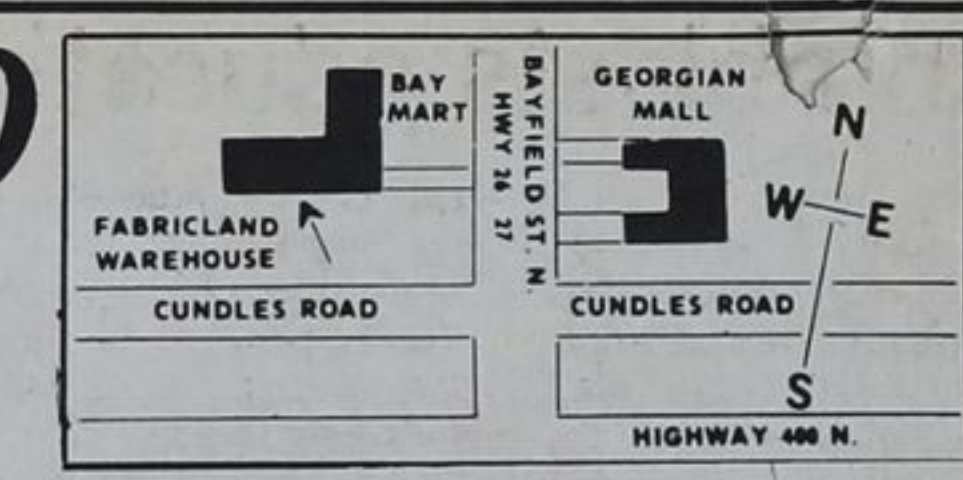 BAY
MART
BAYFIELD ST. N.
HWY 26 27
GEORGIAN
MALL
N
W E
S
FABRICLAND
WAREHOUSE
CUNDLES ROAD
CUNDLES ROAD
HIGHWAY 400 N.